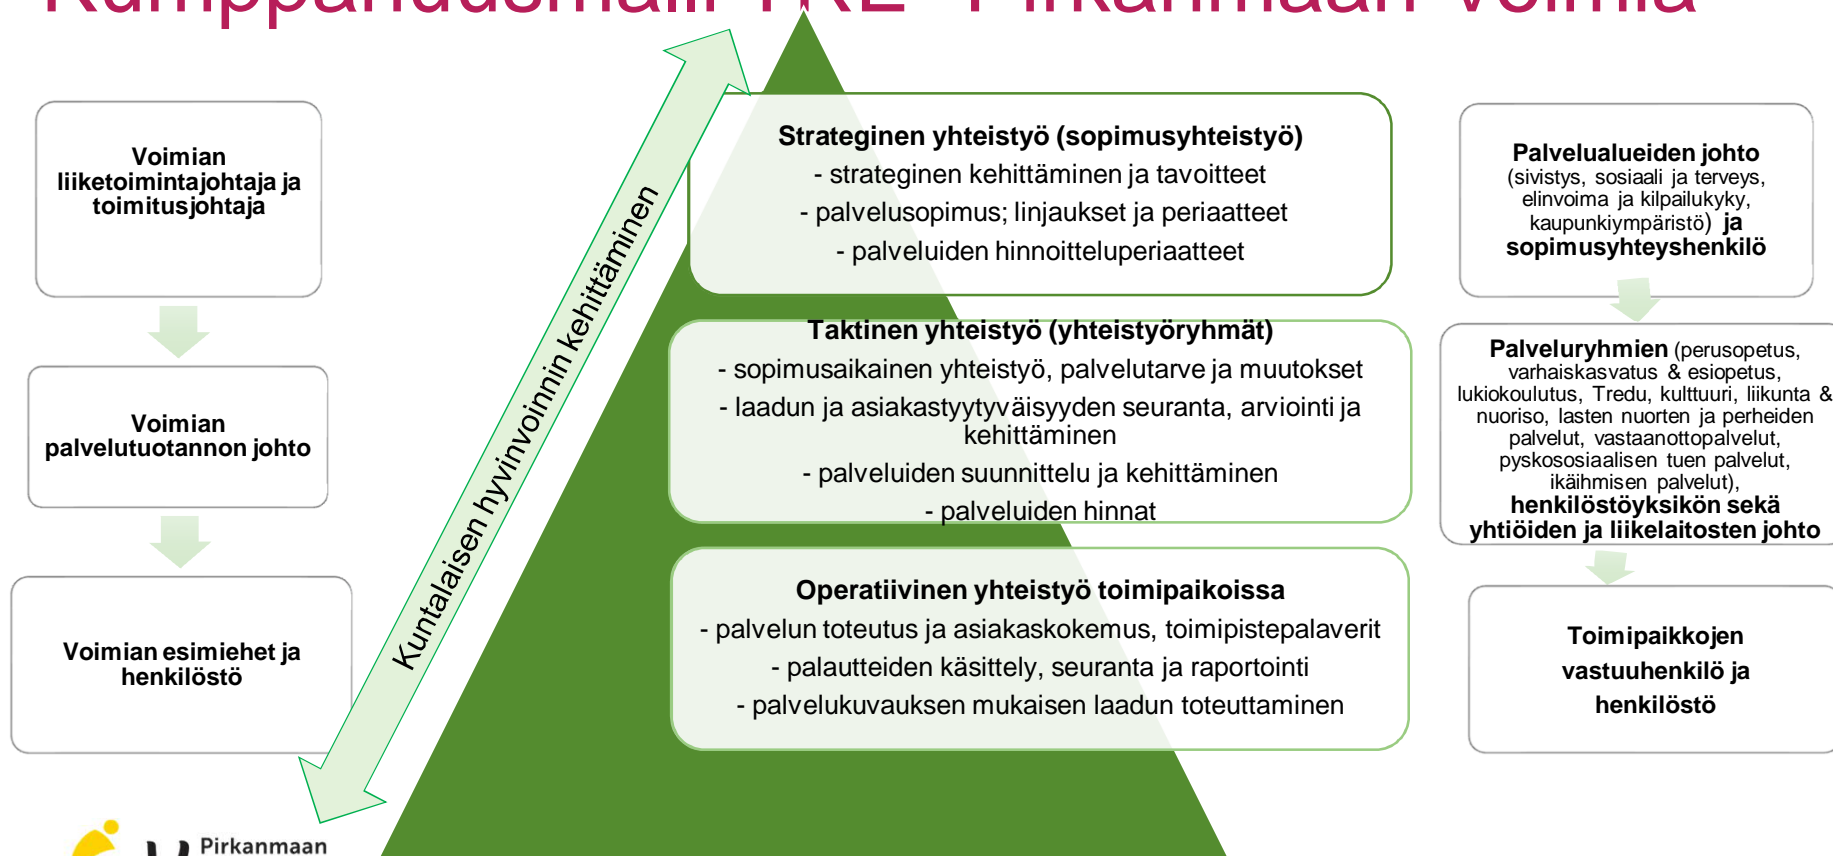 Kumppanuusmalli TRE- Pirkanmaan Voimia
Voimian
liiketoimintajohtaja ja
toimitusjohtaja
Voimian
palvelutuotannon johto
Voimian esimiehet ja
henkilöstö
Kuntalaisen hyvinvoinnin kehittäminen
Strateginen yhteistyö (sopimusyhteistyö)
- strateginen kehittäminen ja tavoitteet
- palvelusopimus; linjaukset ja periaatteet
- palveluiden hinnoitteluperiaatteet
Taktinen yhteistyö (yhteistyöryhmät)
- sopimusaikainen yhteistyö, palvelutarve ja muutokset
- laadun ja asiakastyytyväisyyden seuranta, arviointi ja
kehittäminen
- palveluiden suunnittelu ja kehittäminen
- palveluiden hinnat
Operatiivinen yhteistyö toimipaikoissa
- palvelun toteutus ja asiakaskokemus, toimipistepalaverit
- palautteiden käsittely, seuranta ja raportointi
- palvelukuvauksen mukaisen laadun toteuttaminen
Palvelualueiden johto
(sivistys, sosiaali ja terveys,
elinvoima ja kilpailukyky,
kaupunkiympäristö) ja
sopimusyhteyshenkilö
Palveluryhmien (perusopetus,
varhaiskasvatus & esiopetus,
lukiokoulutus, Tredu, kulttuuri, liikunta &
nuoriso, lasten nuorten ja perheiden
palvelut, vastaanottopalvelut,
pyskososiaalisen tuen palvelut,
ikäihmisen palvelut),
henkilöstöyksikön sekä
yhtiöiden ja liikelaitosten johto
Toimipaikkojen
vastuuhenkilö ja
henkilöstö
Pirkanmaan